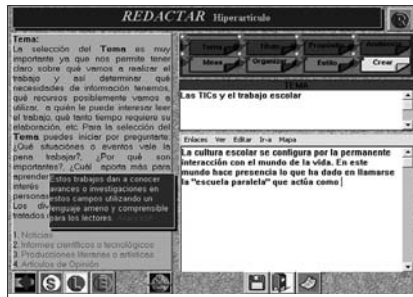 REDACTAR Hiperartículo
Tema:
La selección del Tema es muy
importante ya que nos permite tener
claro sobre qué vamos a realizar el
trabajo y así determinar qué
necesidades de información tenemos,
qué recursos posiblemente vamos a
utilizar, a quién le puede interesar leer
el trabajo, qué tanto tiempo requiere su
elaboración, etc. Para la selección del
Tema puedes iniciar por preguntarte:
¿Qué situaciones o eventos vale la
pena trabajar?, ¿Por qué son
importantes?, ¿Cuál aporta más para
aprender
interés
personas
Los
tratados
Estos trabajos dan a conocer
avances o investigaciones en
estos campos utilizando un
lenguaje ameno y comprensible
para los lectores.
1. Noticias
2. Informes científicos o tecnológicos
3. Producciones literarias o artísticas
4. Artículos de Opinión
Tema
Título
Propósito
Ideas
Organizar
Estilo
Crear
TEMA
Las TICs y el trabajo escolar
Enlaces Ver Editar Ir-a Mapa
La cultura escolar se configura por la permanente
interacción con el mundo de la vida. En este
mundo hace presencia lo que ha dado en llamarse
la "escuela paralela" que actúa como
S L E